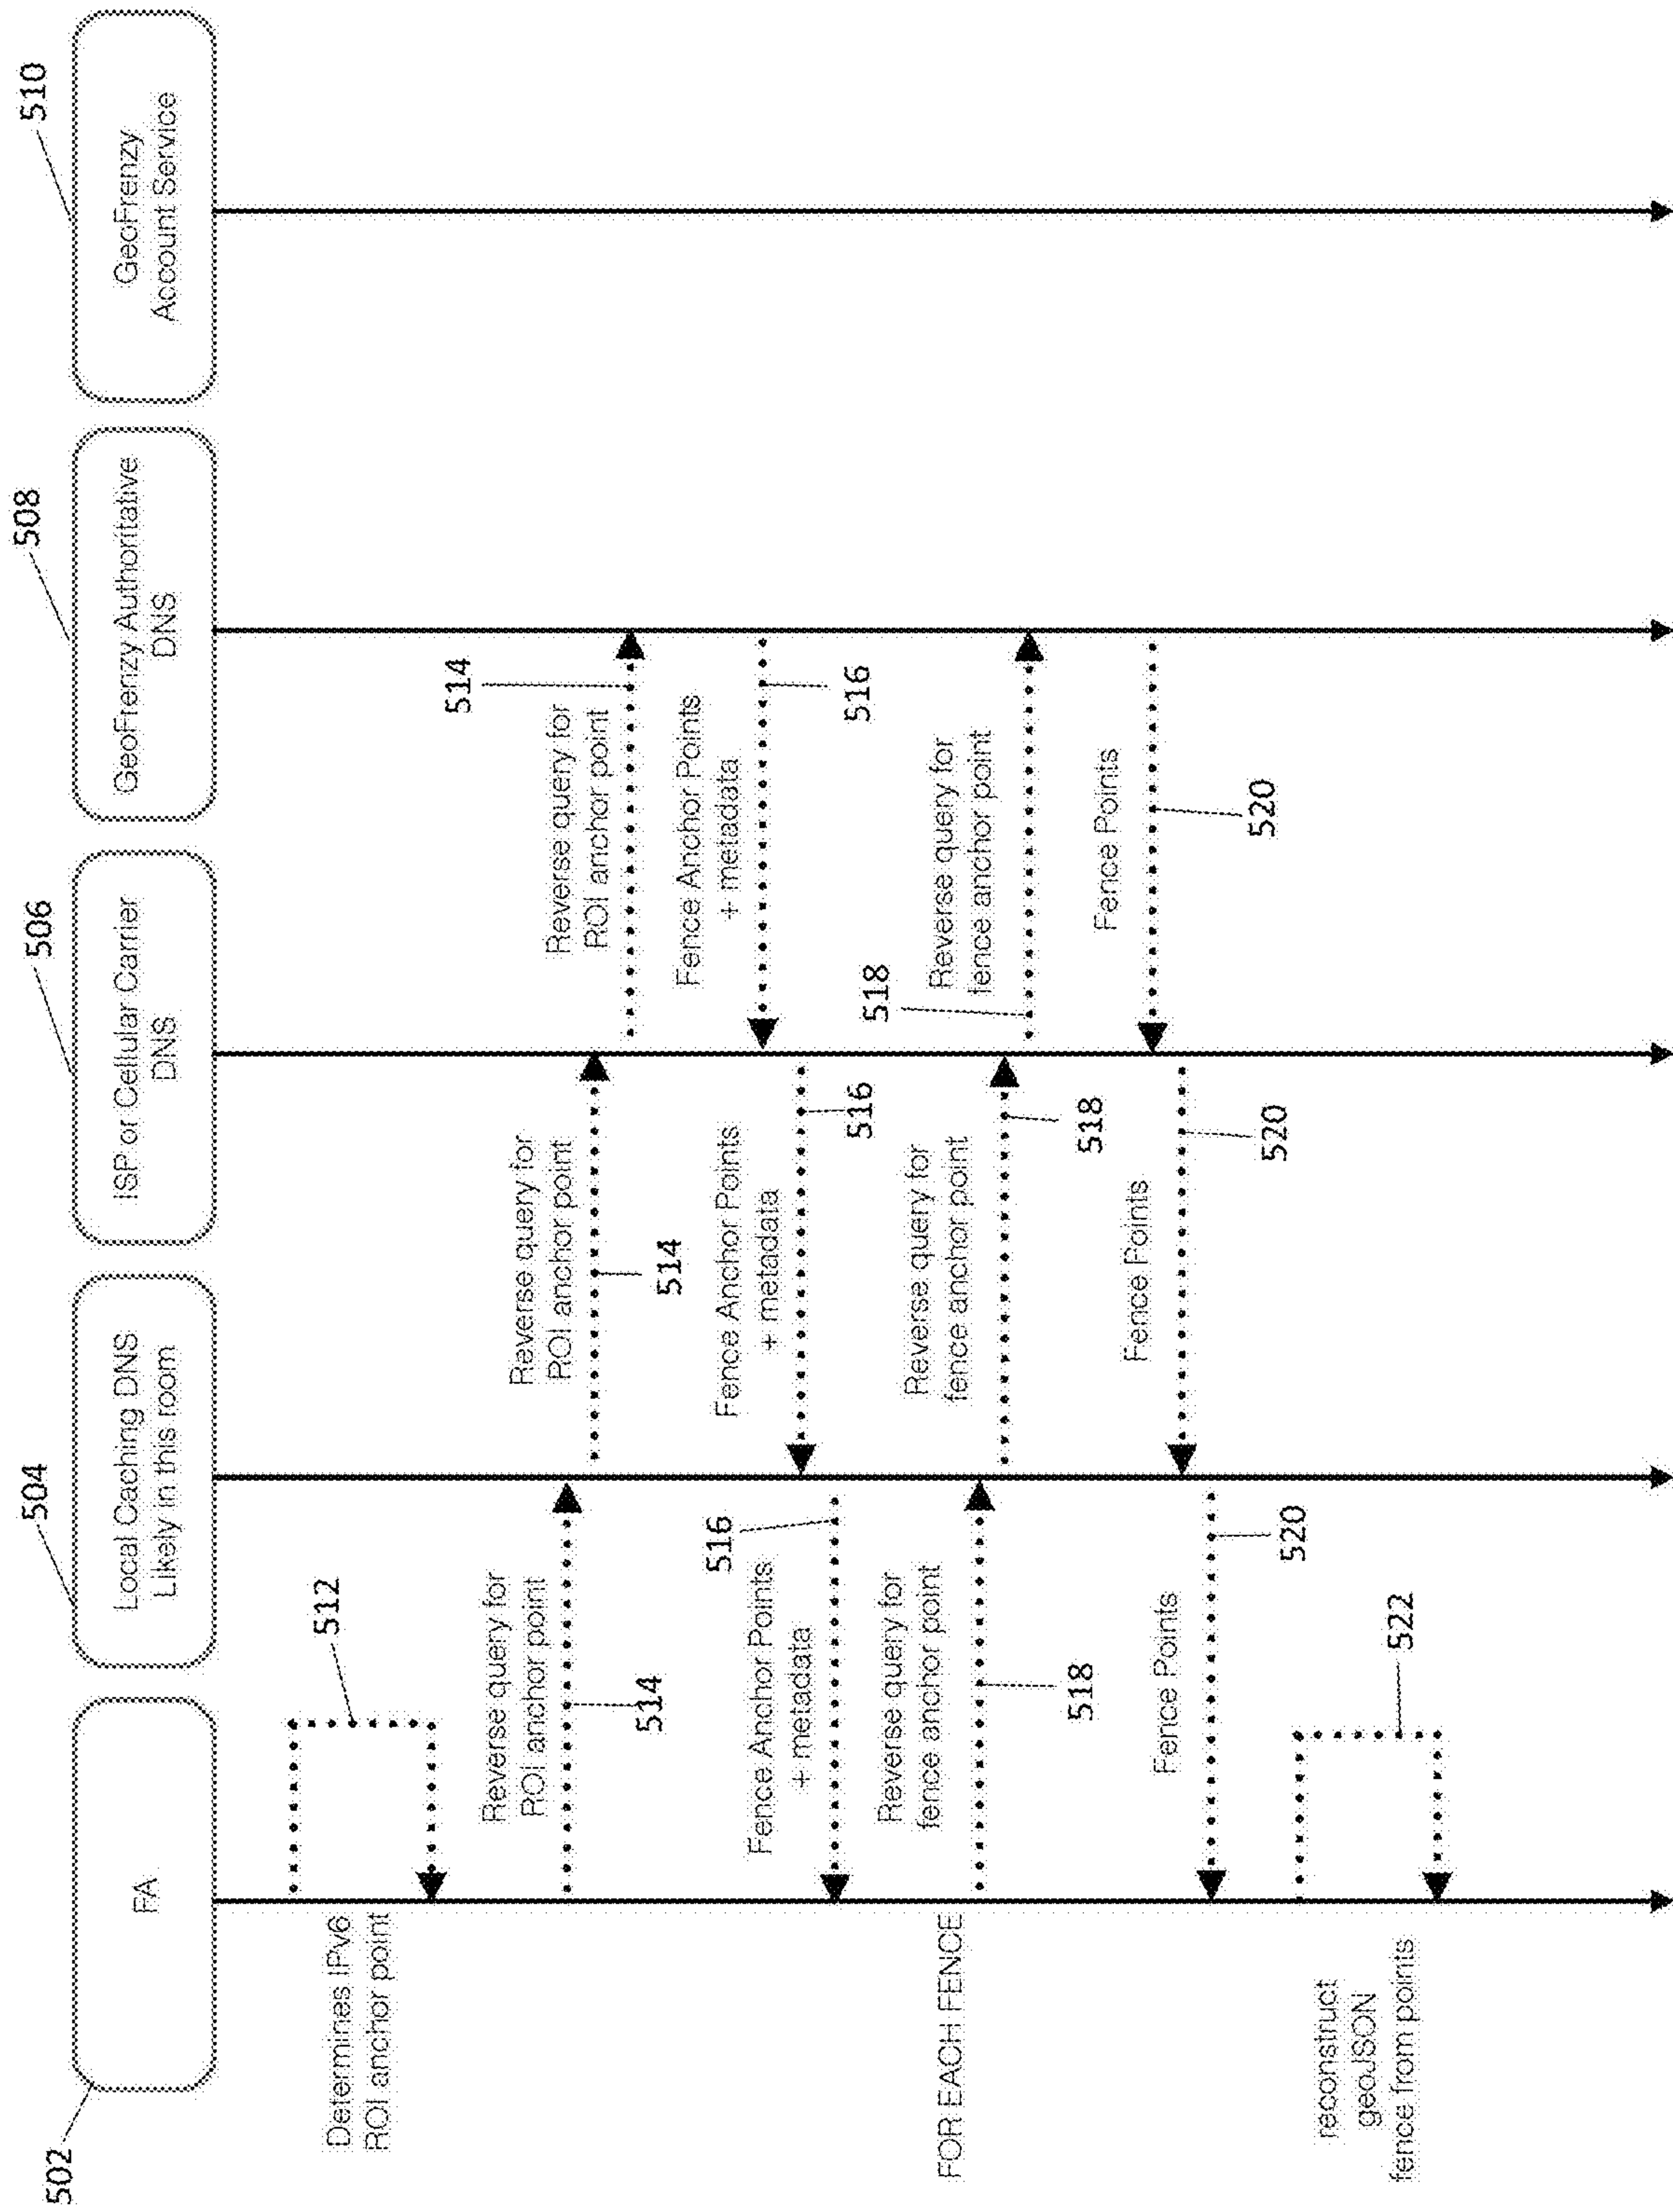 502
FA
504
Local Caching DNS
Likely in this room
506
ISP or Cellular Carrier
DNS
508
GeoFrenzy Authoritative
DNS
510
GeoFrenzy
Account Service
Determines IPv6
ROI anchor point
512
Reverse query for
ROI anchor point
514
Reverse query for
ROI anchor point
514
Reverse query for
ROI anchor point
514
Fence Anchor Points
+ metadata
516
Fence Anchor Points
+ metadata
516
Fence Anchor Points
+ metadata
516
FOR EACH FENCE
Reverse query for
fence anchor point
518
Reverse query for
fence anchor point
518
Reverse query for
fence anchor point
518
Fence Points
520
Fence Points
520
Fence Points
520
reconstruct
geoJSON
fence from points
522